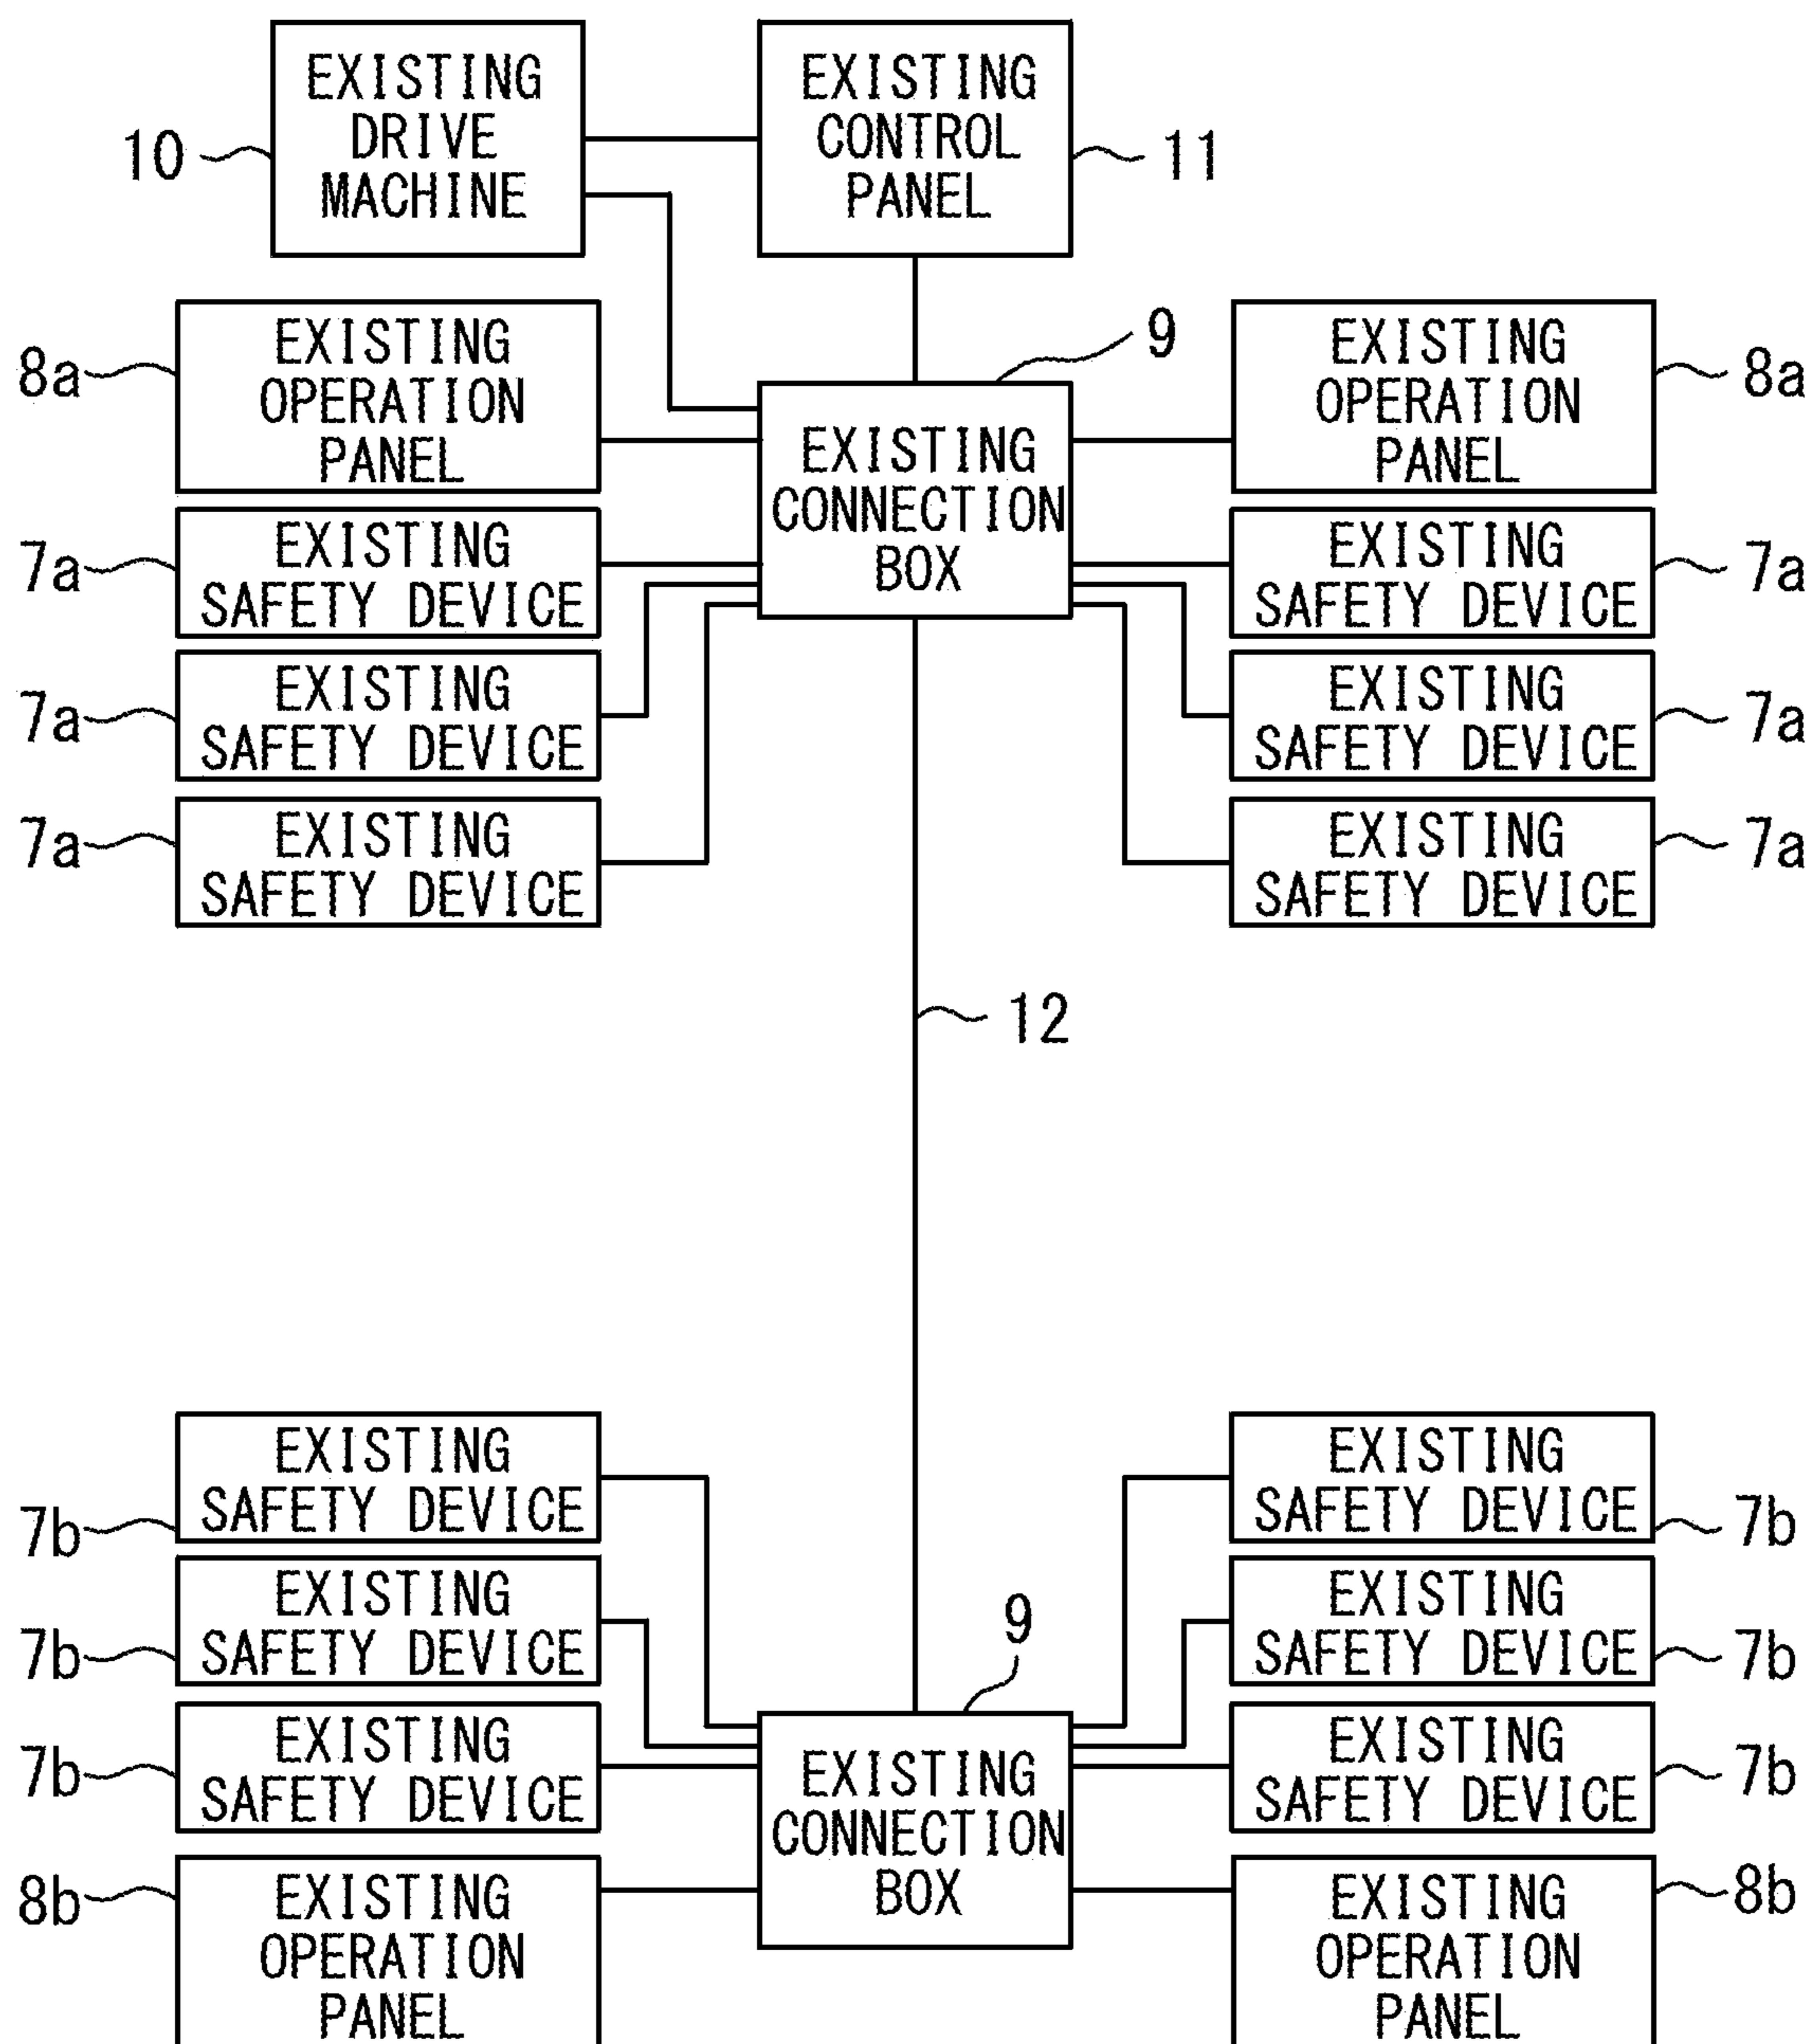 EXISTING
DRIVE
MACHINE
10
EXISTING
CONTROL
PANEL
11
8a
EXISTING
OPERATION
PANEL
9
EXISTING
CONNECTION
BOX
EXISTING
OPERATION
PANEL
8a
7a
EXISTING
SAFETY DEVICE
EXISTING
SAFETY DEVICE
7a
7a
EXISTING
SAFETY DEVICE
EXISTING
SAFETY DEVICE
7a
7a
EXISTING
SAFETY DEVICE
EXISTING
SAFETY DEVICE
7a
12
7b
EXISTING
SAFETY DEVICE
EXISTING
SAFETY DEVICE
7b
7b
EXISTING
SAFETY DEVICE
EXISTING
SAFETY DEVICE
7b
7b
EXISTING
SAFETY DEVICE
9
EXISTING
CONNECTION
BOX
EXISTING
SAFETY DEVICE
7b
8b
EXISTING
OPERATION
PANEL
EXISTING
OPERATION
PANEL
8b